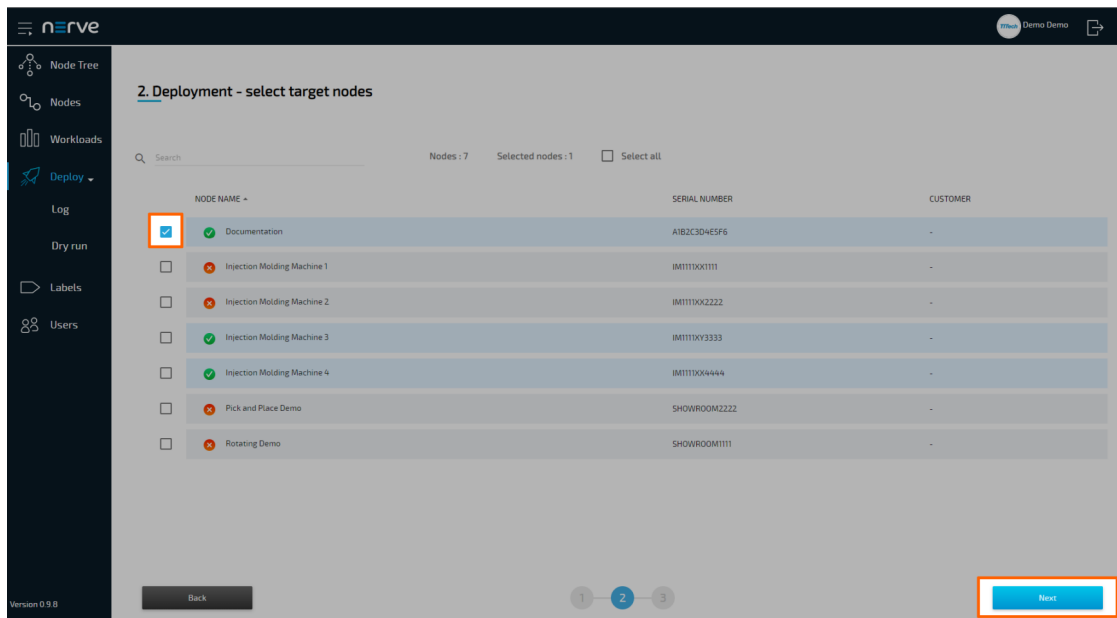 nerve
TTTech Demo Demo
Node Tree
Nodes
Workloads
Deploy
Log
Dry run
Labels
Users
Version 0.9.8
2. Deployment - select target nodes
Search Nodes : 7 Selected nodes : 1 Select all
NODE NAME SERIAL NUMBER CUSTOMER
Documentation A1B2C3D4E5F6 -
Injection Molding Machine 1 IM1111XX1111 -
Injection Molding Machine 2 IM1111XX2222 -
Injection Molding Machine 3 IM1111XY3333 -
Injection Molding Machine 4 IM1111XX4444 -
Pick and Place Demo SHOWROOM2222 -
Rotating Demo SHOWROOM1111 -
Back 1 2 3 Next